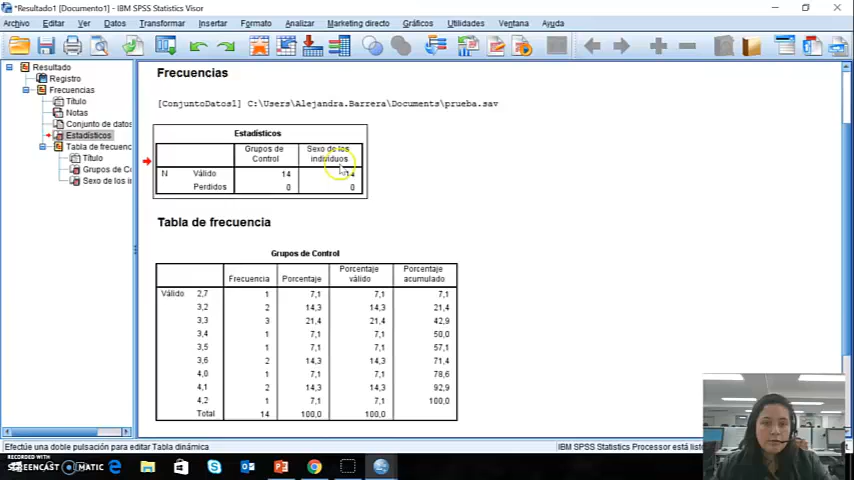 *Resultado1 [Documento1] - IBM SPSS Statistics Visor
Archivo Editar Ver Datos Transformar Insertar Formato Analizar Marketing directo Gráficos Utilidades Ventana Ayuda
Resultado
Registro
Frecuencias
Título
Notas
Conjunto de datos
Estadísticos
Tabla de frecuenc
Título
Grupos de C
Sexo de los i
Frecuencias
[ConjuntoDatos1] C:\Users\Alejandra.Barrera\Documents\prueba.sav
Estadísticos
Grupos de Control Sexo de los individuos
N Válido 14 14
Perdidos 0 0
Tabla de frecuencia
Grupos de Control
Frecuencia Porcentaje Porcentaje válido Porcentaje acumulado
Válido 2,7 1 7,1 7,1 7,1
3,2 2 14,3 14,3 21,4
3,3 3 21,4 21,4 42,9
3,4 1 7,1 7,1 50,0
3,5 1 7,1 7,1 57,1
3,6 2 14,3 14,3 71,4
4,0 1 7,1 7,1 78,6
4,1 2 14,3 14,3 92,9
4,2 1 7,1 7,1 100,0
Total 14 100,0 100,0
Efectúe una doble pulsación para editar Tabla dinámica
IBM SPSS Statistics Processor está list
RECORDED WITH
SCREENCAST MATIC